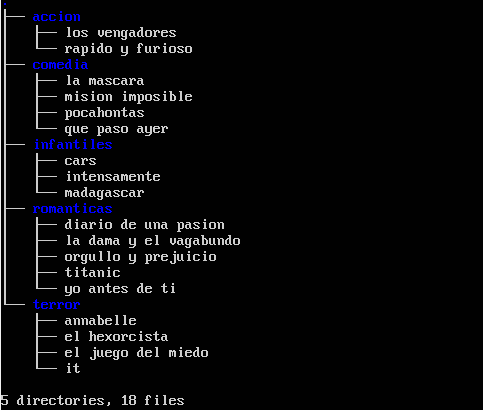 .
accion
los vengadores
rapido y furioso
comedia
la mascara
mision imposible
pocahontas
que paso ayer
infantiles
cars
intensamente
madagascar
romanticas
diario de una pasion
la dama y el vagabundo
orgullo y prejuicio
titanic
yo antes de ti
terror
annabelle
el hexorcista
el juego del miedo
it
5 directories, 18 files